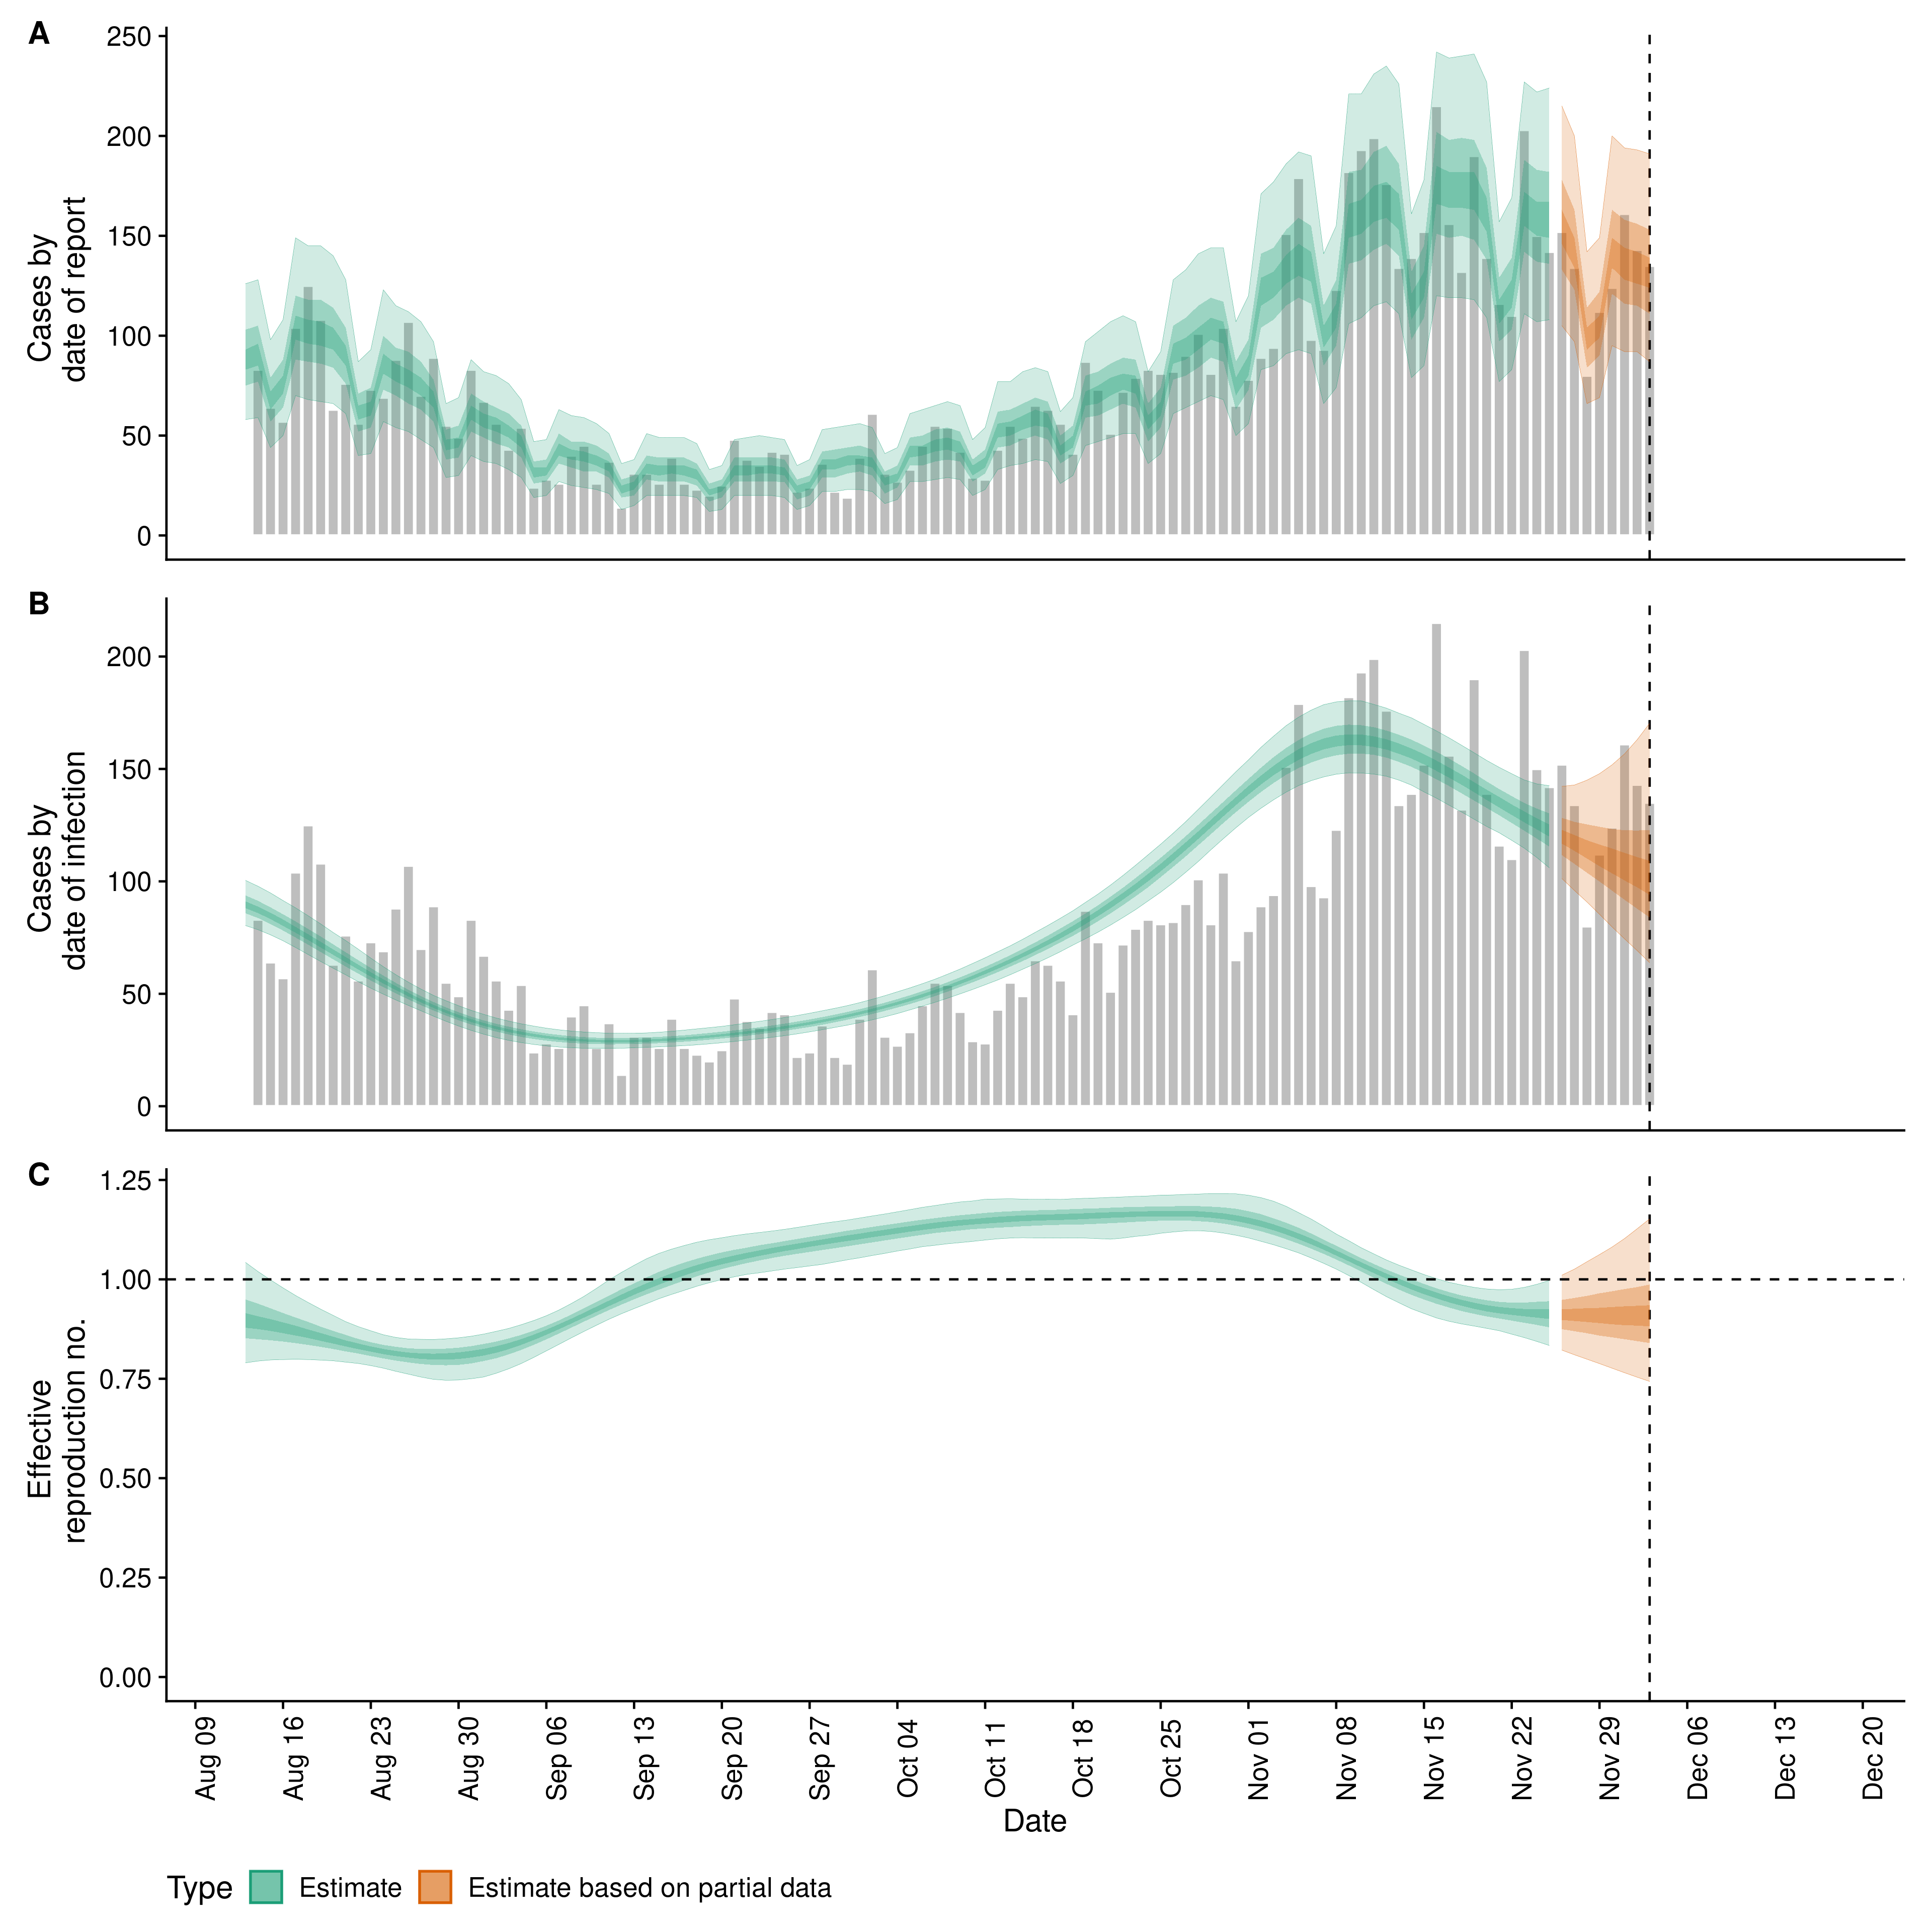 A
250
200
150
100
50
0
Cases by
date of report
B
200
150
100
50
0
Cases by
date of infection
C
1.25
1.00
0.75
0.50
0.25
0.00
Effective
reproduction no.
Aug 09
Aug 16
Aug 23
Aug 30
Sep 06
Sep 13
Sep 20
Sep 27
Oct 04
Oct 11
Oct 18
Oct 25
Nov 01
Nov 08
Nov 15
Nov 22
Nov 29
Dec 06
Dec 13
Dec 20
Date
Type Estimate Estimate based on partial data